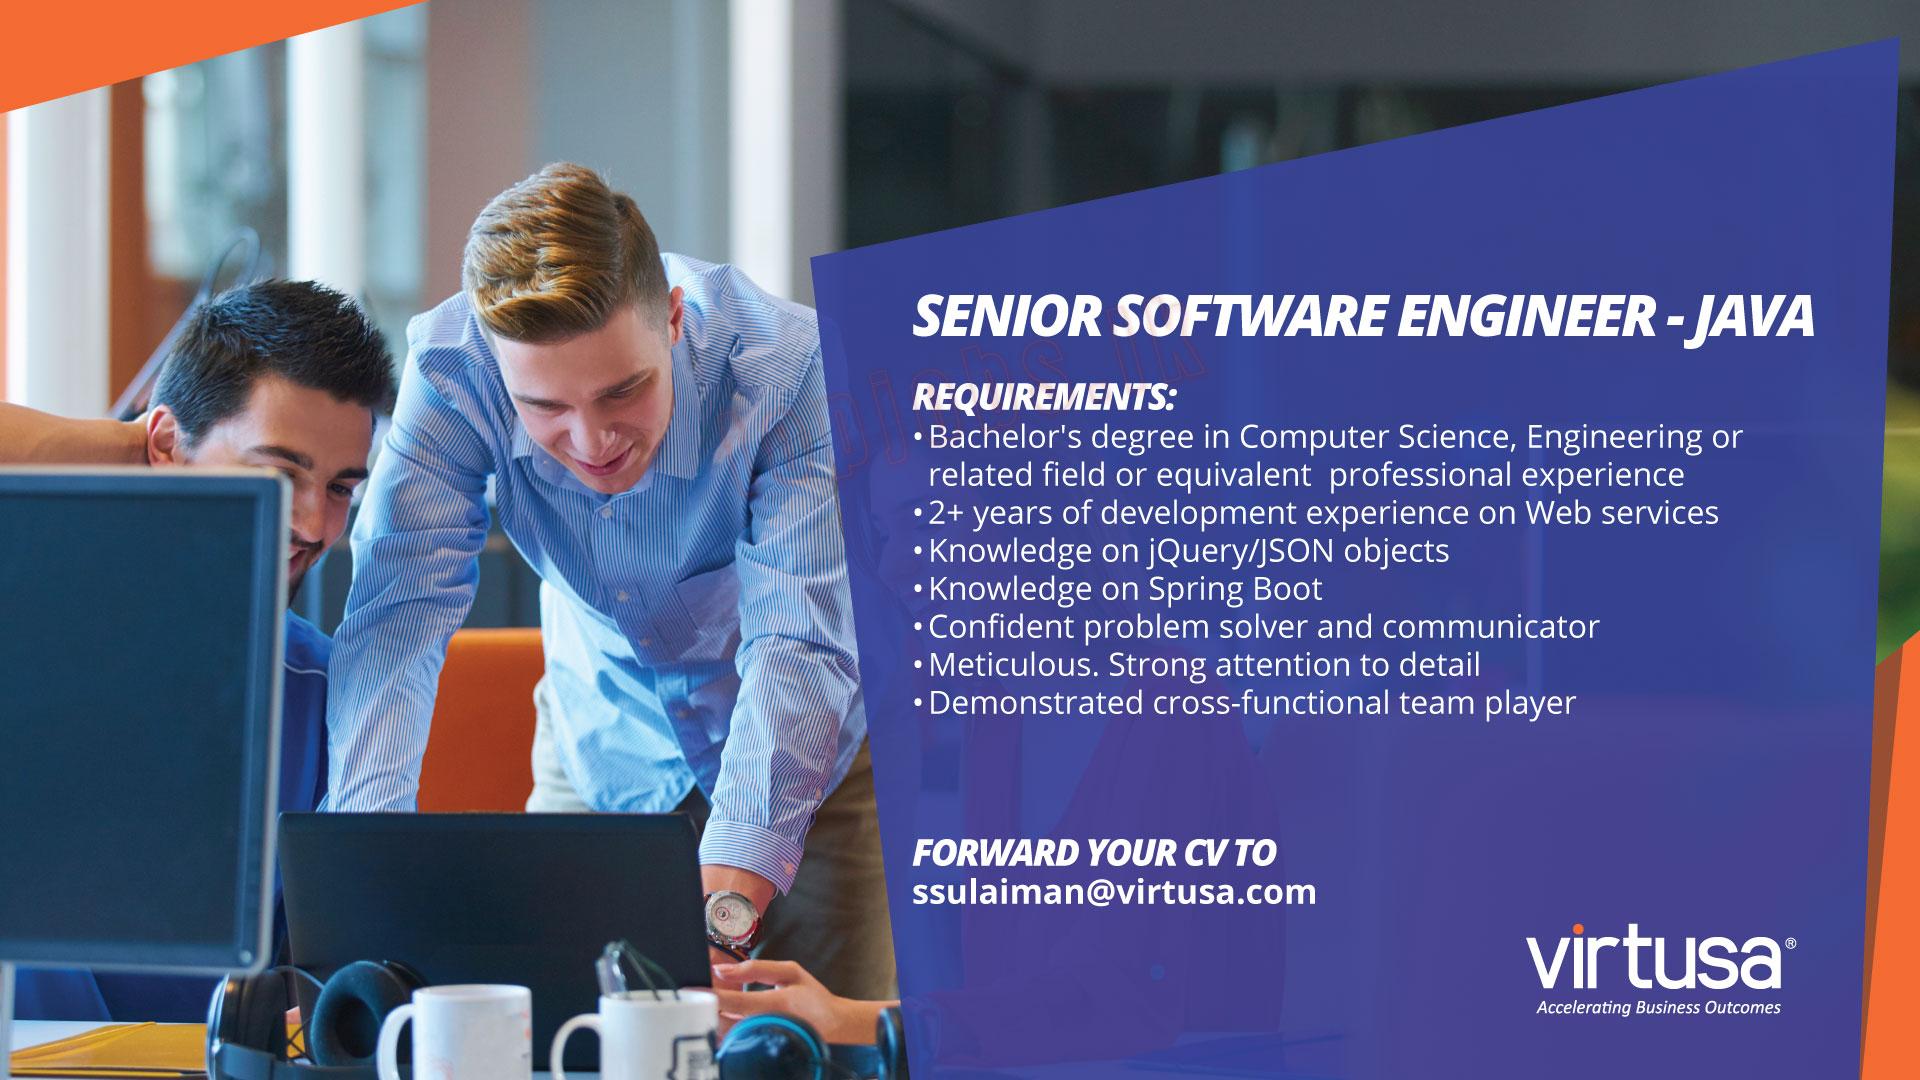 SENIOR SOFTWARE ENGINEER - JAVA
REQUIREMENTS:
• Bachelor's degree in Computer Science, Engineering or
related field or equivalent  professional experience
• 2+ years of development experience on Web services
• Knowledge on jQuery/JSON objects
• Knowledge on Spring Boot
• Confident problem solver and communicator
• Meticulous. Strong attention to detail
• Demonstrated cross-functional team player
FORWARD YOUR CV TO
ssulaiman@virtusa.com
virtusa®
Accelerating Business Outcomes